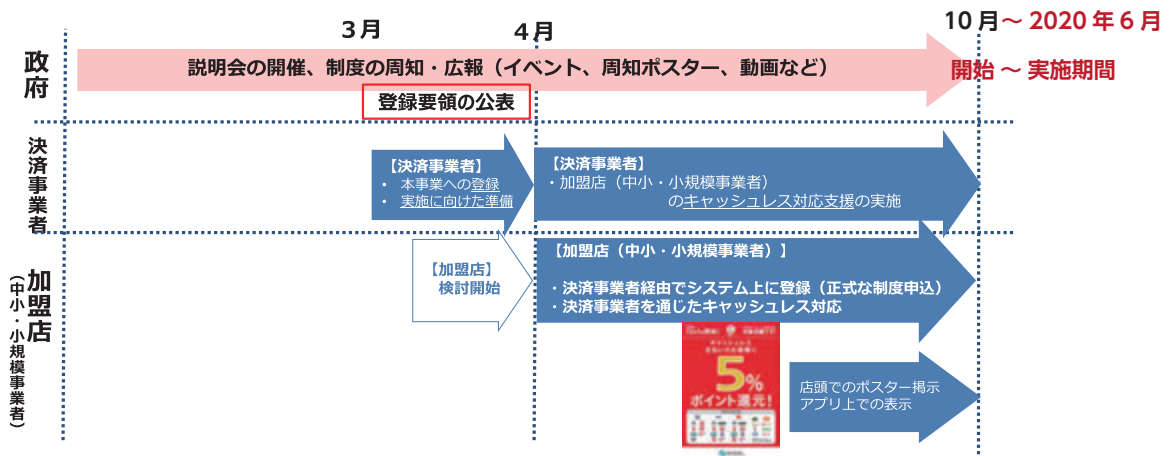 3月
4月
10月～2020年6月
政府
説明会の開催、制度の周知・広報（イベント、周知ポスター、動画など）
開始～実施期間
登録要領の公表
決済事業者
【決済事業者】
• 本事業への登録
• 実施に向けた準備
【決済事業者】
・加盟店（中小・小規模事業者）
のキャッシュレス対応支援の実施
加盟店
（中小・小規模事業者）
【加盟店】
検討開始
【加盟店（中小・小規模事業者）】
・決済事業者経由でシステム上に登録（正式な制度申込）
・決済事業者を通じたキャッシュレス対応
5%
ポイント還元！
店頭でのポスター掲示
アプリ上での表示